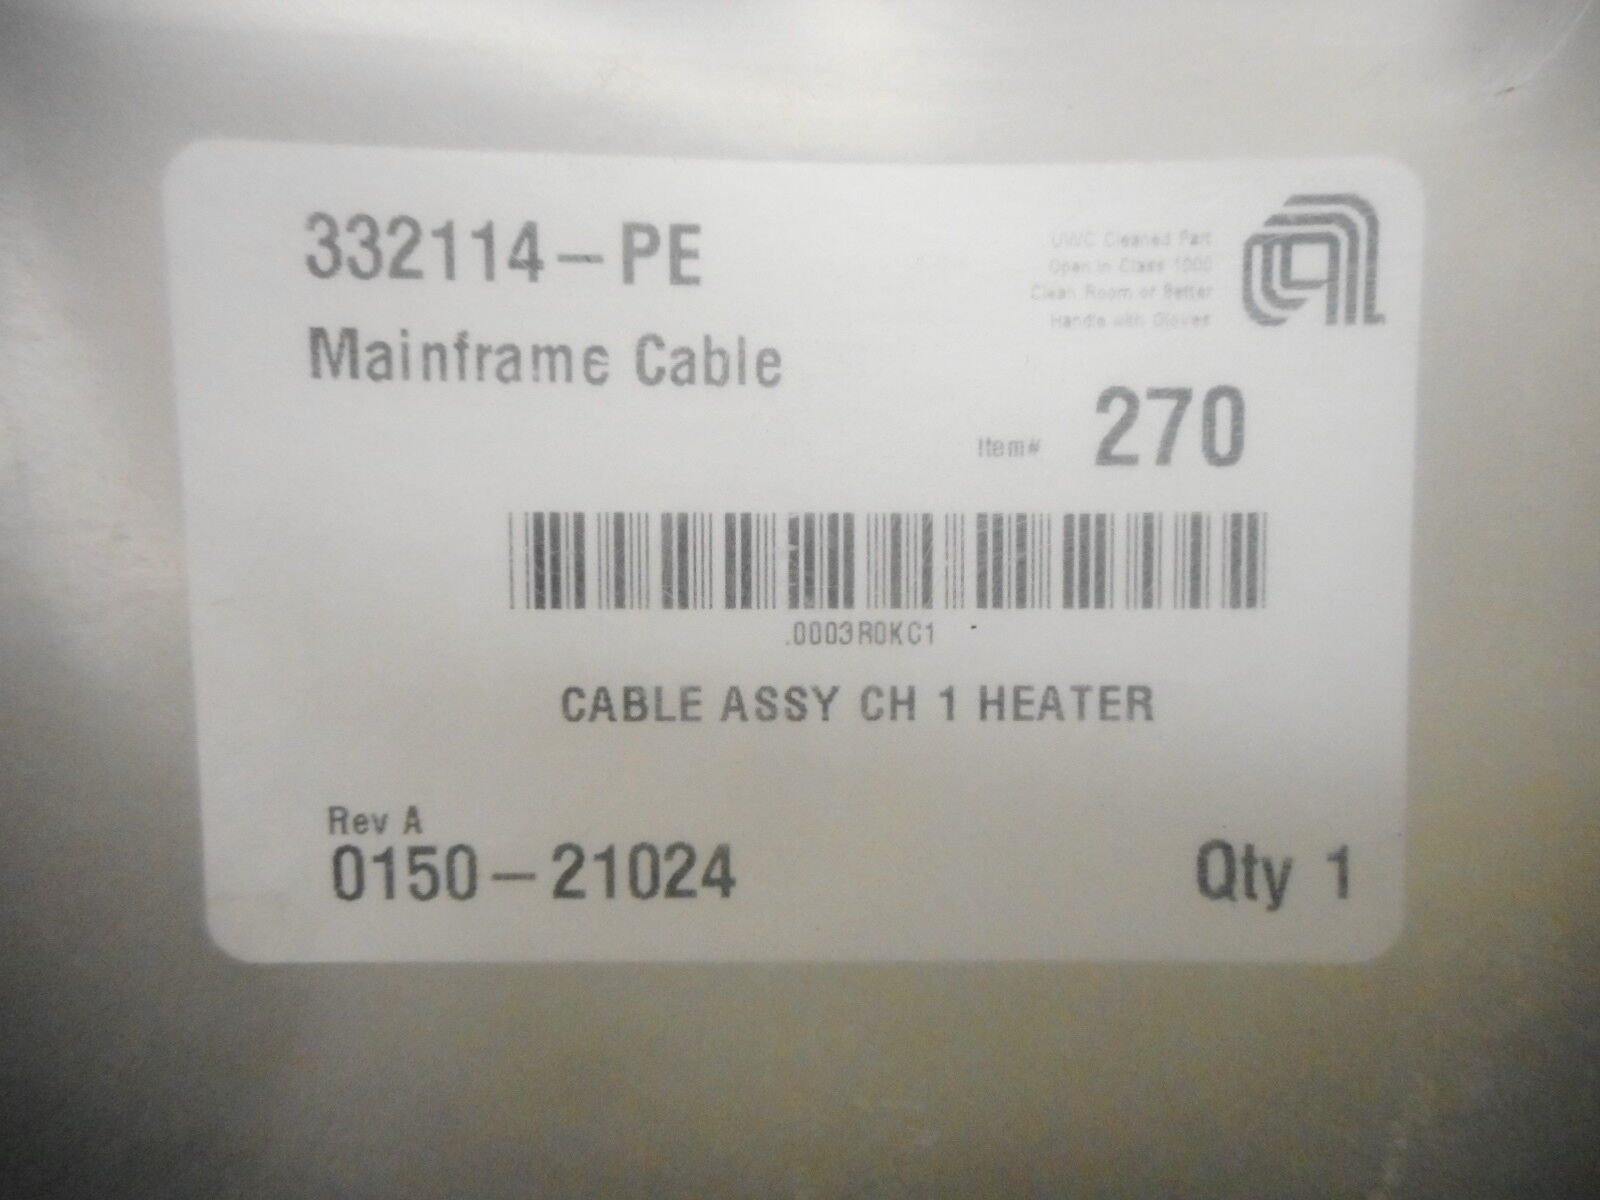 332114-PE
Mainframe Cable
UWC Cleaned Part
Open in Class 1000
Clean Room or Better
Handle with Gloves
Item# 270
.0003R0KC1
CABLE ASSY CH 1 HEATER
Rev A
0150-21024
Qty 1